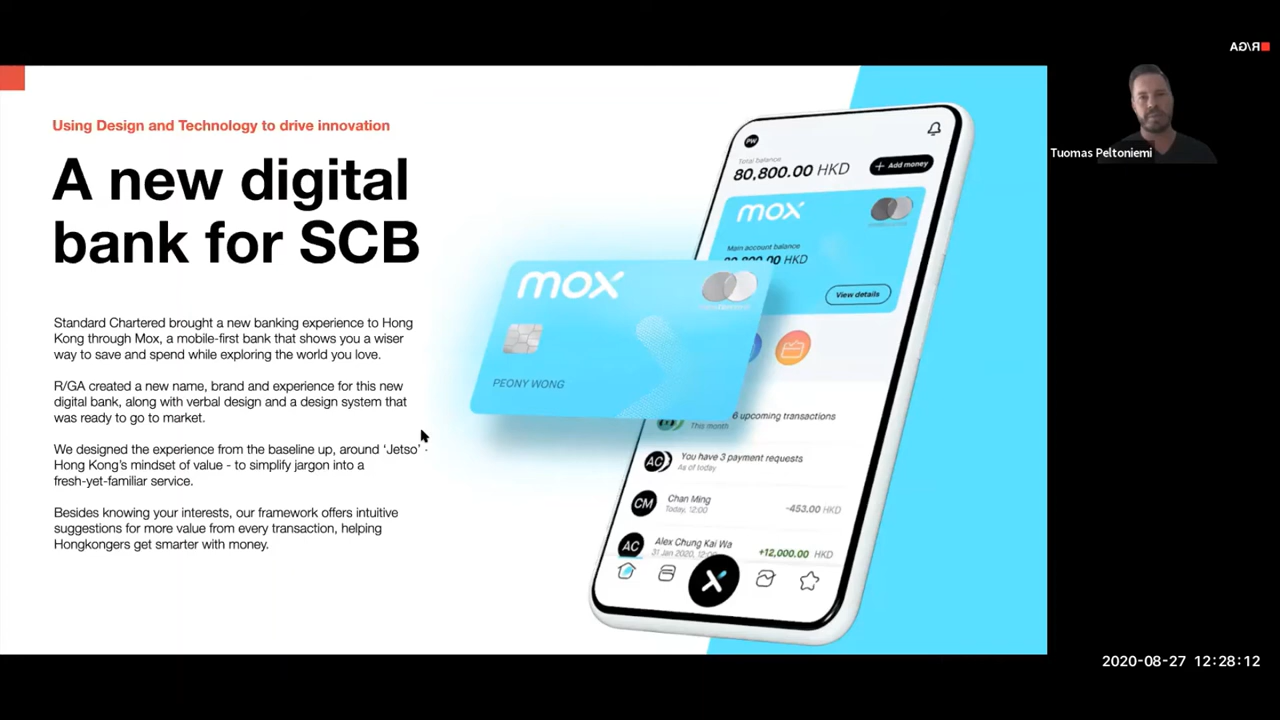 R/GA
Using Design and Technology to drive innovation
A new digital
bank for SCB
Standard Chartered brought a new banking experience to Hong
Kong through Mox, a mobile-first bank that shows you a wiser
way to save and spend while exploring the world you love.
R/GA created a new name, brand and experience for this new
digital bank, along with verbal design and a design system that
was ready to go to market.
We designed the experience from the baseline up, around ‘Jetso’ -
Hong Kong’s mindset of value - to simplify jargon into a
fresh-yet-familiar service.
Besides knowing your interests, our framework offers intuitive
suggestions for more value from every transaction, helping
Hongkongers get smarter with money.
PW
Total balance
80,800.00 HKD
+ Add money
mox
Main account balance
80,800.00 HKD
View details
mox
PEONY WONG
6 upcoming transactions
This month
AC
You have 3 payment requests
As of today
CM
Chan Ming
Today, 12:00
-453.00 HKD
AC
Alex Chung Kai Wa
31 Jan 2020, 12:00
+12,000.00 HKD
Tuomas Peltoniemi
2020-08-27 12:28:12